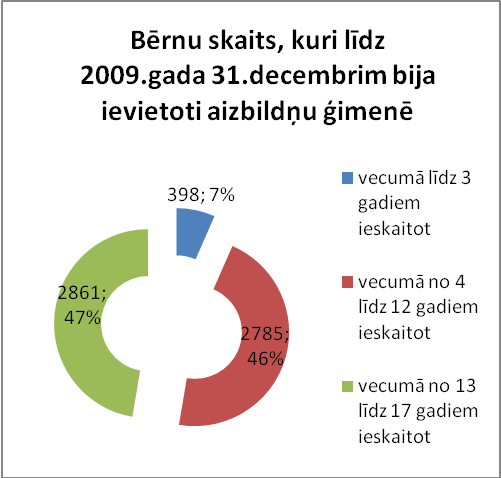 Bērnu skaits, kuri līdz
2009.gada 31.decembrim bija
ievietoti aizbildņu ģimenē
398; 7%
2861;
47%
2785;
46%
vecumā līdz 3
gadiem
ieskaitot
vecumā no 4
līdz 12 gadiem
ieskaitot
vecumā no 13
līdz 17 gadiem
ieskaitot